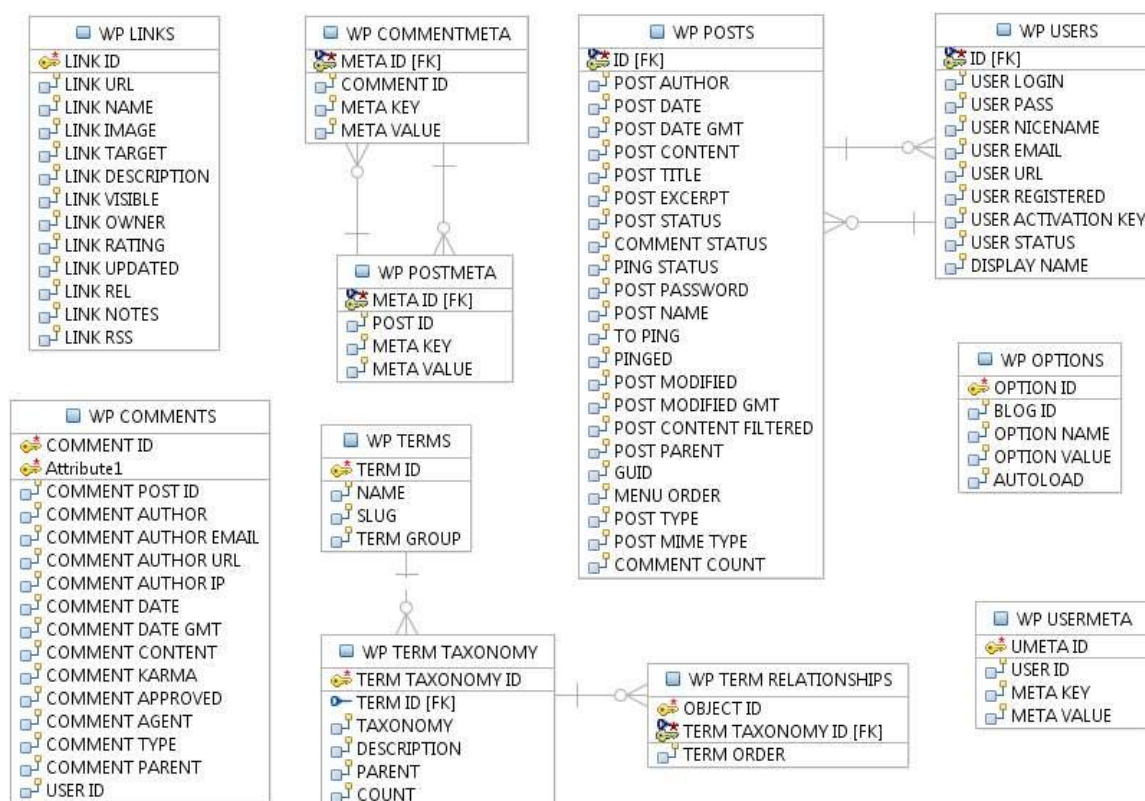 WP LINKS
LINK ID
LINK URL
LINK NAME
LINK IMAGE
LINK TARGET
LINK DESCRIPTION
LINK VISIBLE
LINK OWNER
LINK RATING
LINK UPDATED
LINK REL
LINK NOTES
LINK RSS
WP COMMENTMETA
META ID [FK]
COMMENT ID
META KEY
META VALUE
WP POSTMETA
META ID [FK]
POST ID
META KEY
META VALUE
WP POSTS
ID [FK]
POST AUTHOR
POST DATE
POST DATE GMT
POST CONTENT
POST TITLE
POST EXCERPT
POST STATUS
COMMENT STATUS
PING STATUS
POST PASSWORD
POST NAME
TO PING
PINGED
POST MODIFIED
POST MODIFIED GMT
POST CONTENT FILTERED
POST PARENT
GUID
MENU ORDER
POST TYPE
POST MIME TYPE
COMMENT COUNT
WP USERS
ID [FK]
USER LOGIN
USER PASS
USER NICENAME
USER EMAIL
USER URL
USER REGISTERED
USER ACTIVATION KEY
USER STATUS
DISPLAY NAME
WP OPTIONS
OPTION ID
BLOG ID
OPTION NAME
OPTION VALUE
AUTOLOAD
WP COMMENTS
COMMENT ID
Attribute1
COMMENT POST ID
COMMENT AUTHOR
COMMENT AUTHOR EMAIL
COMMENT AUTHOR URL
COMMENT AUTHOR IP
COMMENT DATE
COMMENT DATE GMT
COMMENT CONTENT
COMMENT KARMA
COMMENT APPROVED
COMMENT AGENT
COMMENT TYPE
COMMENT PARENT
USER ID
WP TERMS
TERM ID
NAME
SLUG
TERM GROUP
WP TERM TAXONOMY
TERM TAXONOMY ID
TERM ID [FK]
TAXONOMY
DESCRIPTION
PARENT
COUNT
WP TERM RELATIONSHIPS
OBJECT ID
TERM TAXONOMY ID [FK]
TERM ORDER
WP USERMETA
UMETA ID
USER ID
META KEY
META VALUE